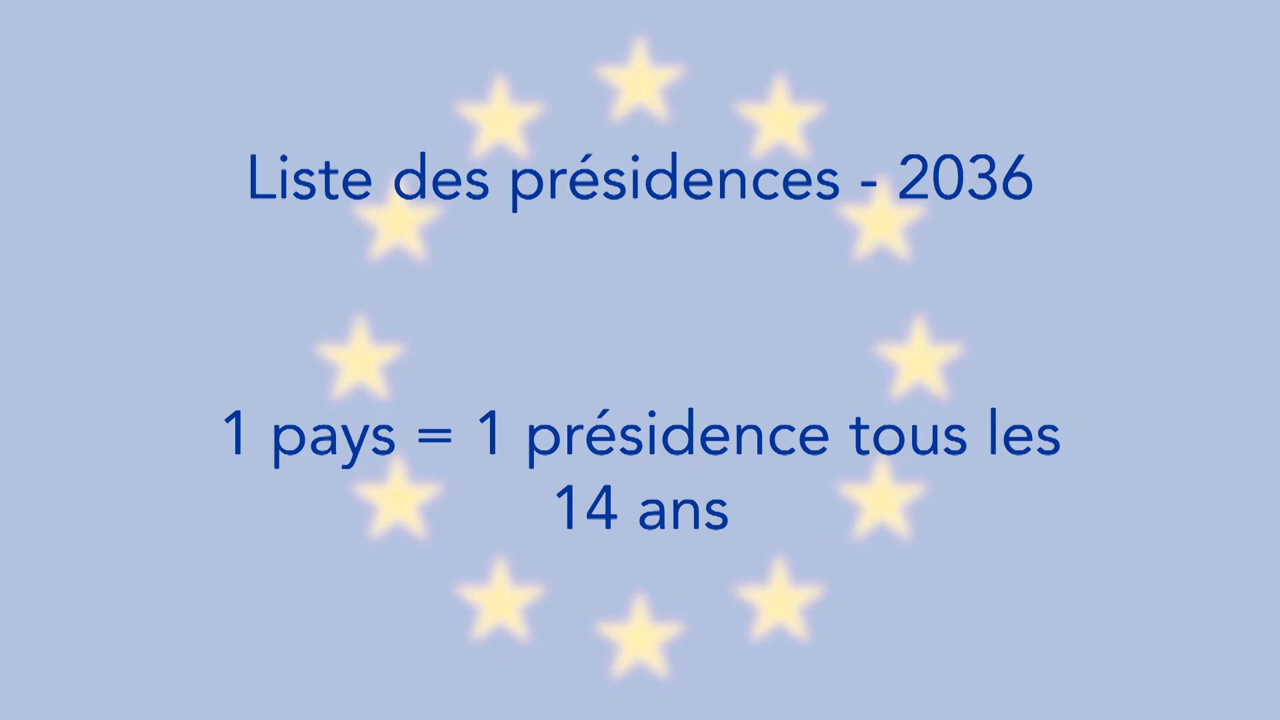 Liste des présidences - 2036
1 pays = 1 présidence tous les
14 ans